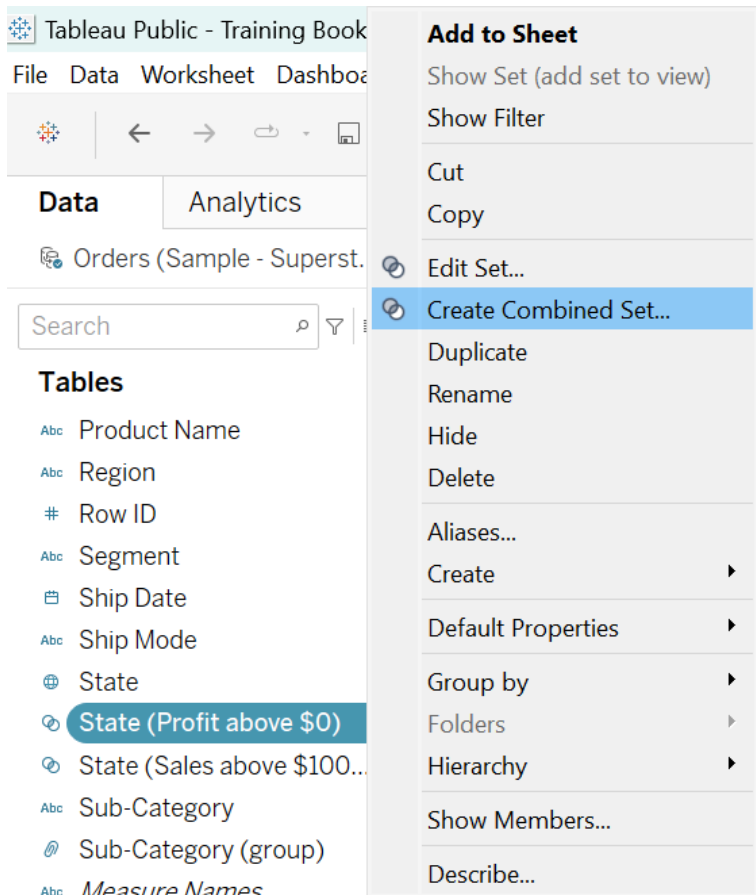 Tableau Public - Training Book
File Data Worksheet Dashboa
Data Analytics
Orders (Sample - Superst...
Search
Tables
Abc Product Name
Abc Region
# Row ID
Abc Segment
Ship Date
Abc Ship Mode
State
State (Profit above $0)
State (Sales above $100...
Abc Sub-Category
Sub-Category (group)
Abc Measure Names
Add to Sheet
Show Set (add set to view)
Show Filter
Cut
Copy
Edit Set...
Create Combined Set...
Duplicate
Rename
Hide
Delete
Aliases...
Create
Default Properties
Group by
Folders
Hierarchy
Show Members...
Describe...